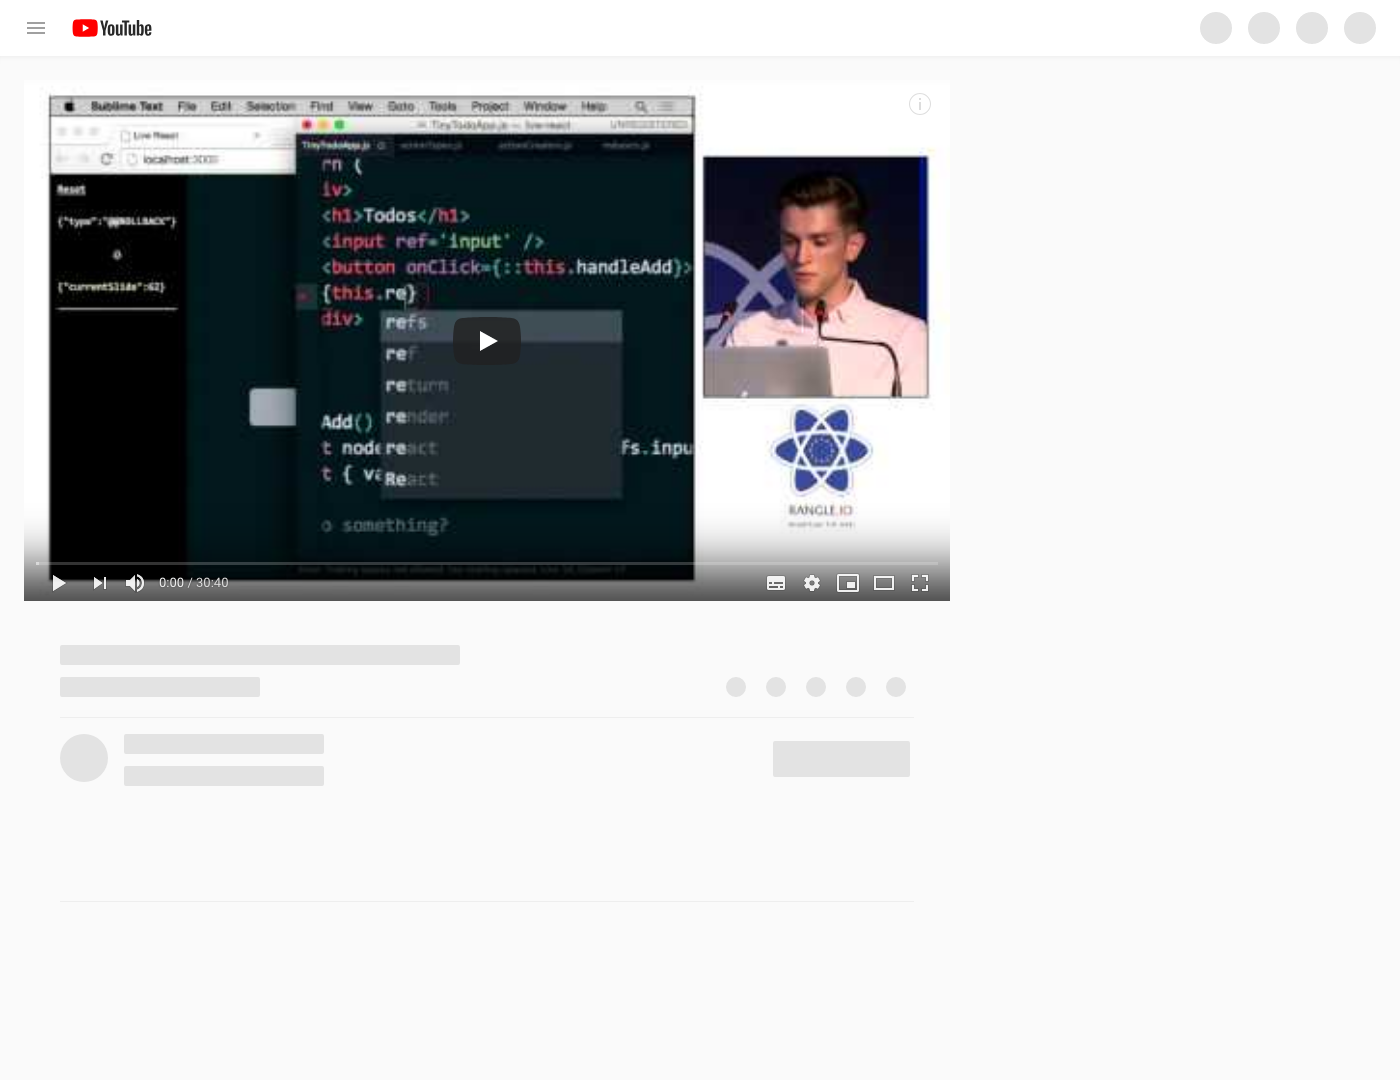 YouTube
Sublime Text File Edit Selection Find View Goto Tools Project Window Help
Live React
TinyTodoApp.js — live-react
UNREGISTERED
localhost:3000
TinyTodoApp.js
Reset
{"type":"@@ROLLBACK"}
{"currentSlide":62}
rn (
iv>
<h1>Todos</h1>
<input ref='input' />
<button onClick={::this.handleAdd}>
{this.re}
div>
refs
ref
return
render
react
React
Add()
t node
fs.inpu
t { va
o something?
RANGLE.IO
0:00 / 30:40